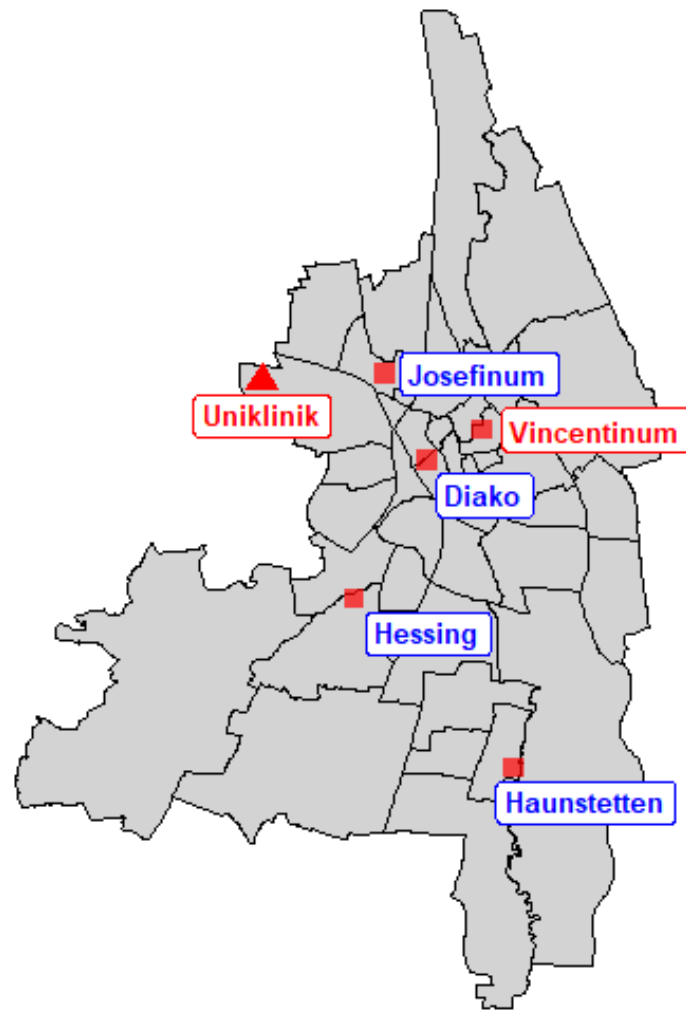 Josefinum
Uniklinik
Vincentinum
Diako
Hessing
Haunstetten